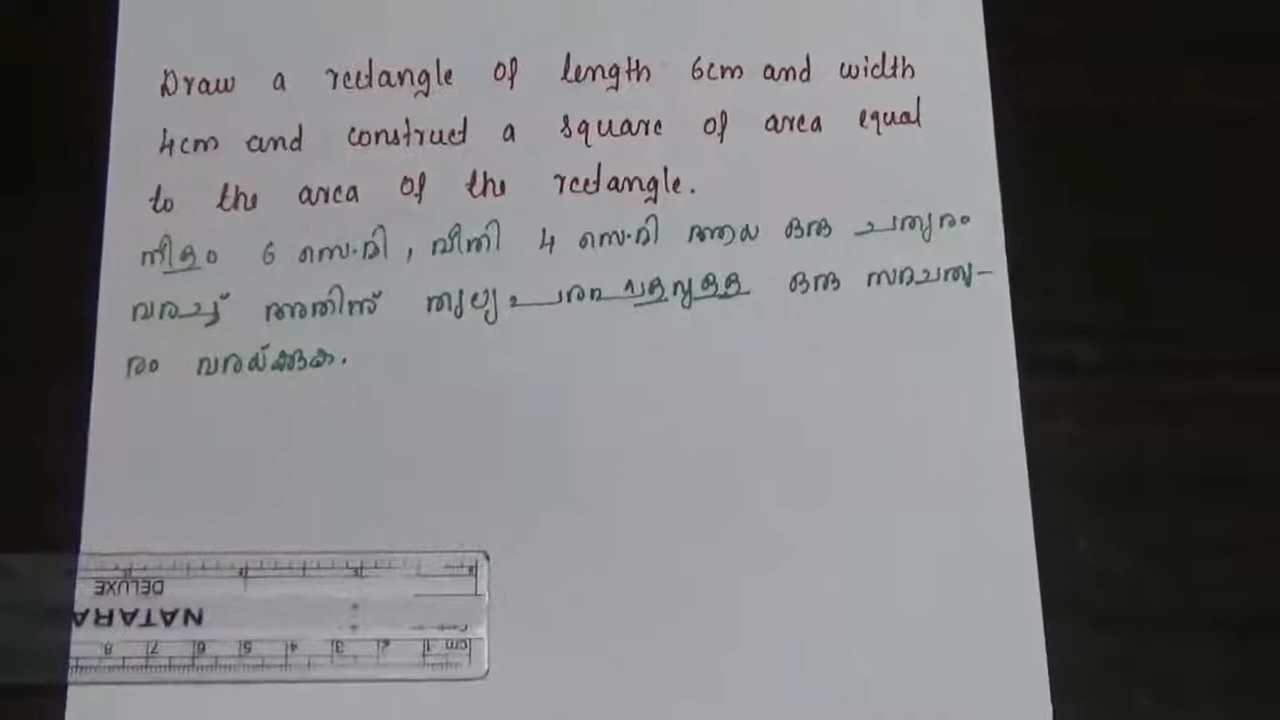 Draw a rectangle of length 6cm and width
4cm and construct a square of area equal
to the area of the rectangle.
നീളം 6 സെ.മി, വീതി 4 സെ.മി ആയ ഒരു ചതുരം
വരച്ച് അതിന് തുല്യ പരപ്പളവുള്ള ഒരു സമചതു-
രം വരയ്ക്കുക.
DELUXE
NATARA
8 7 6 5 4 3 2 1 cm